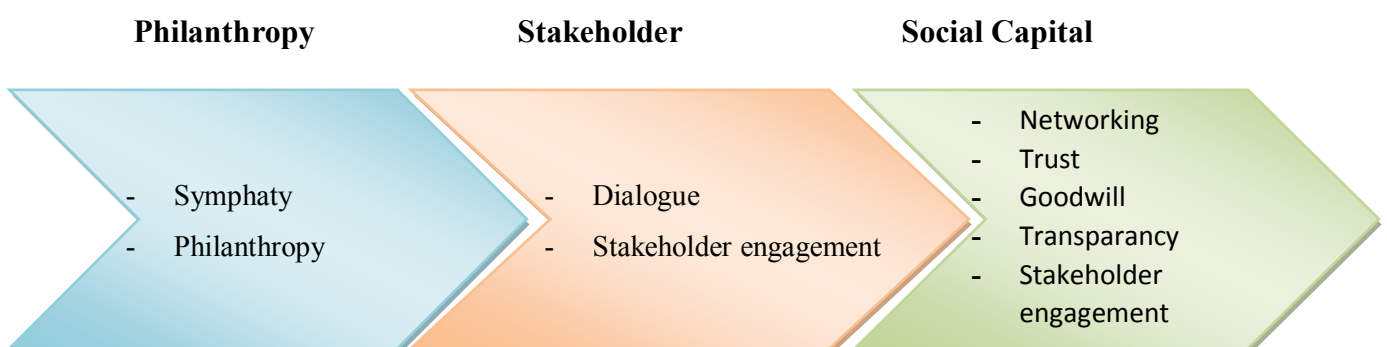 Philanthropy Stakeholder Social Capital
- Symphaty
- Philanthropy
- Dialogue
- Stakeholder engagement
- Networking
- Trust
- Goodwill
- Transparancy
- Stakeholder
engagement